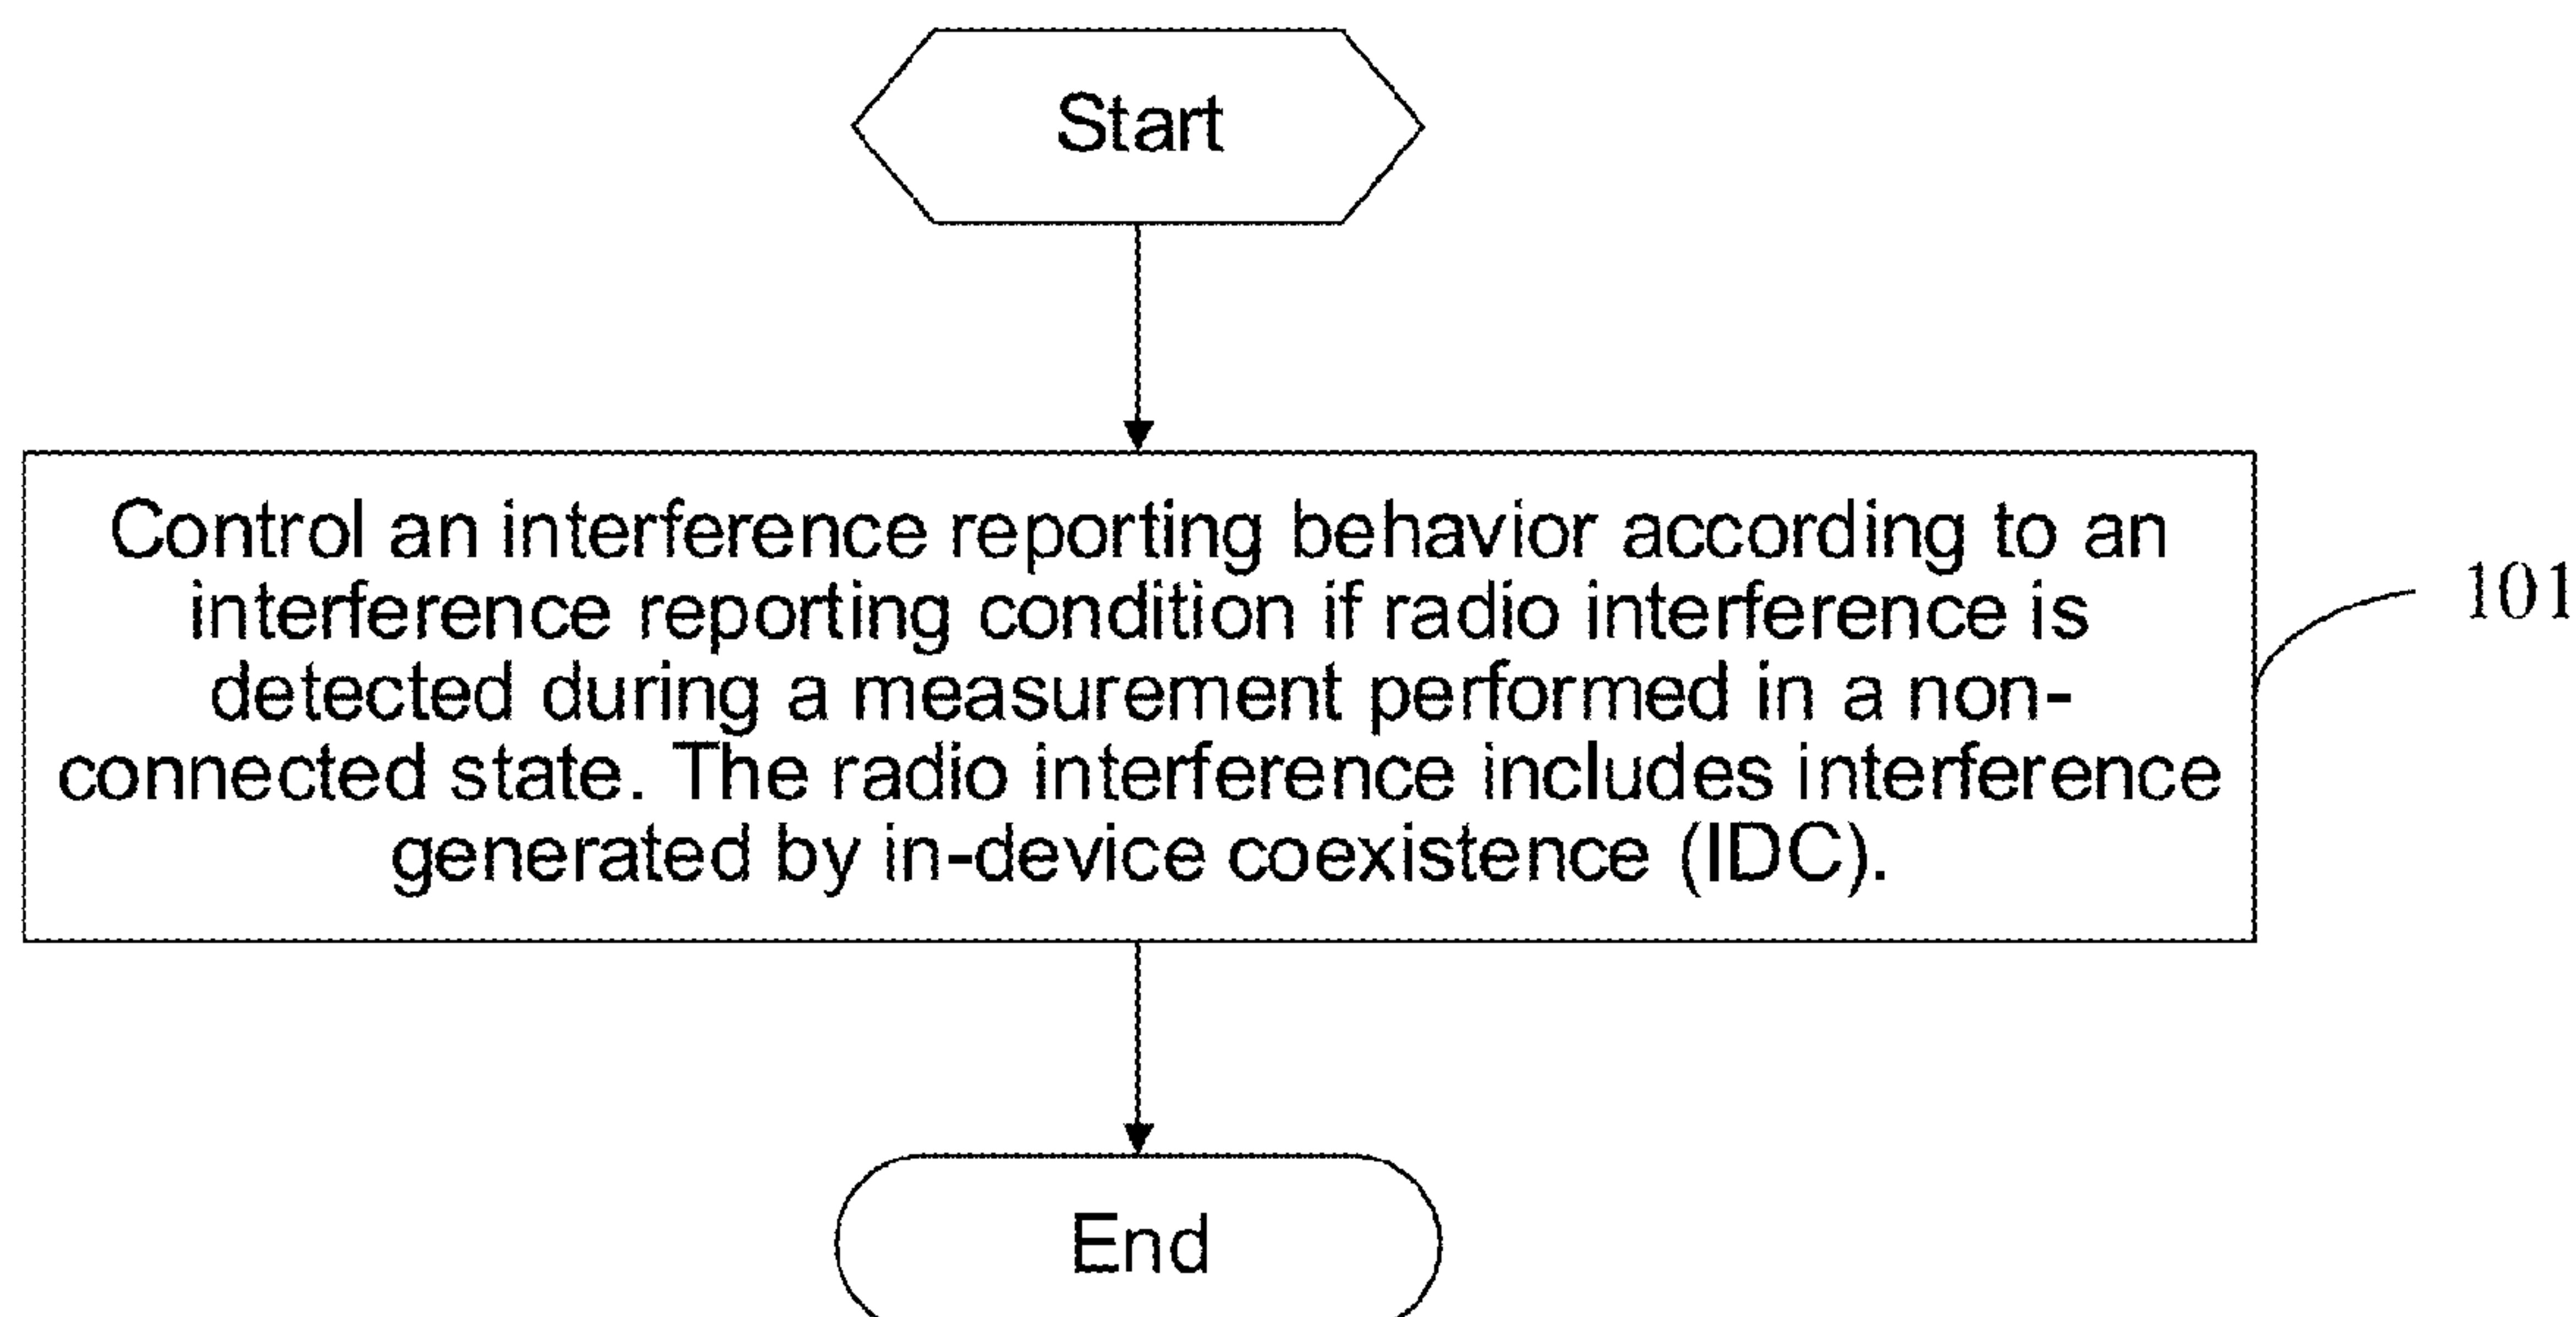 Start
Control an interference reporting behavior according to an
interference reporting condition if radio interference is
detected during a measurement performed in a non-
connected state. The radio interference includes interference
generated by in-device coexistence (IDC).
101
End